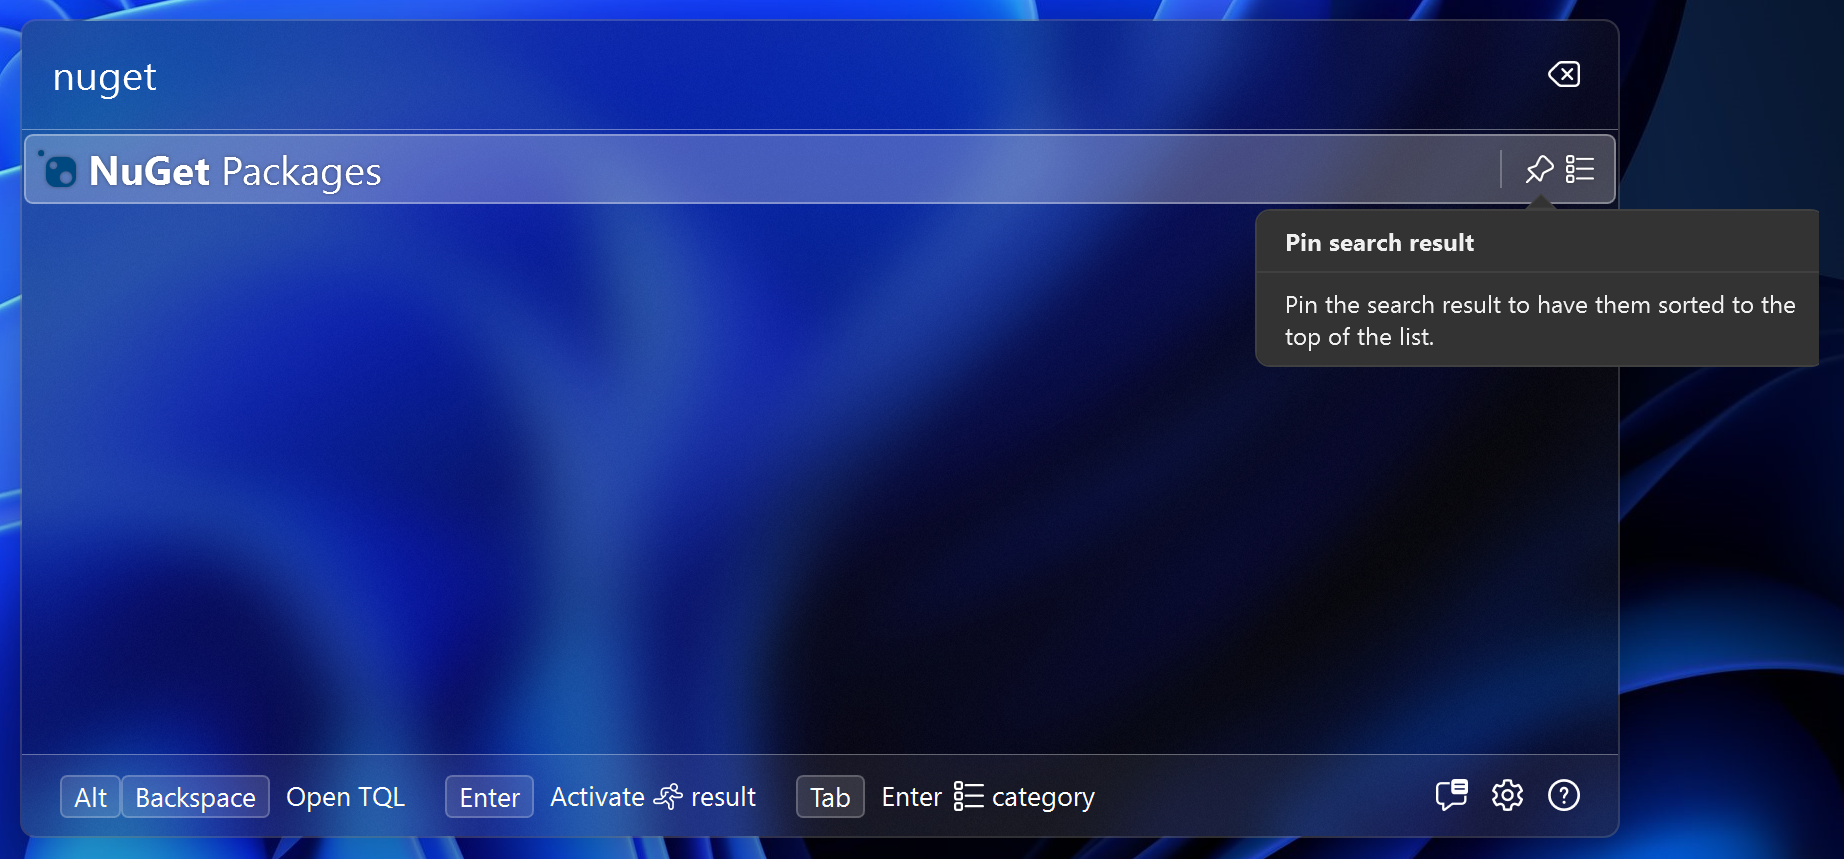 nuget
NuGet Packages
Pin search result
Pin the search result to have them sorted to the
top of the list.
Alt Backspace Open TQL Enter Activate result Tab Enter category